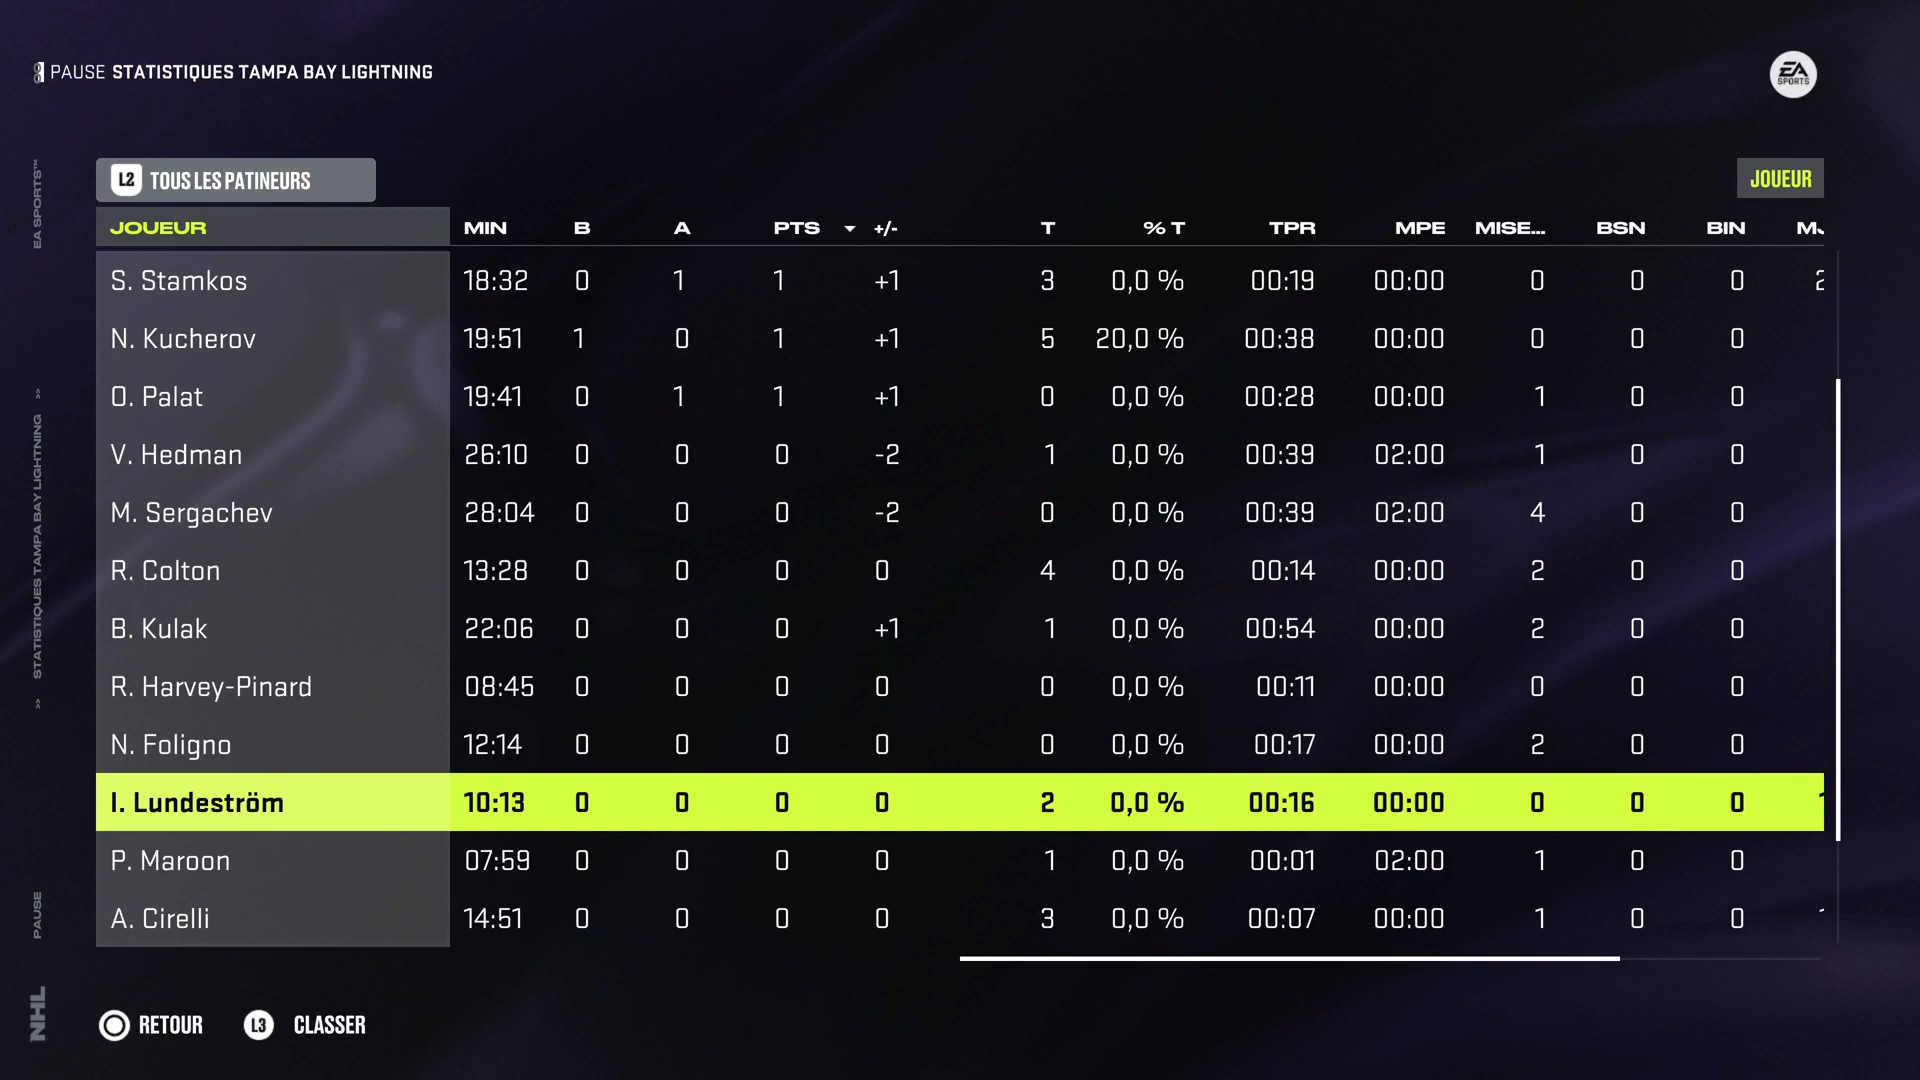 PAUSE STATISTIQUES TAMPA BAY LIGHTNING
EA SPORTS
L2 TOUS LES PATINEURS
JOUEUR
JOUEUR MIN B A PTS +/- T % T TPR MPE MISE... BSN BIN
S. Stamkos 18:32 0 1 1 +1 3 0,0 % 00:19 00:00 0 0 0 2
N. Kucherov 19:51 1 0 1 +1 5 20,0 % 00:38 00:00 0 0 0
O. Palat 19:41 0 1 1 +1 0 0,0 % 00:28 00:00 1 0 0
V. Hedman 26:10 0 0 0 -2 1 0,0 % 00:39 02:00 1 0 0
M. Sergachev 28:04 0 0 0 -2 0 0,0 % 00:39 02:00 4 0 0
R. Colton 13:28 0 0 0 0 4 0,0 % 00:14 00:00 2 0 0
B. Kulak 22:06 0 0 0 +1 1 0,0 % 00:54 00:00 2 0 0
R. Harvey-Pinard 08:45 0 0 0 0 0 0,0 % 00:11 00:00 0 0 0
N. Foligno 12:14 0 0 0 0 0 0,0 % 00:17 00:00 2 0 0
I. Lundeström 10:13 0 0 0 0 2 0,0 % 00:16 00:00 0 0 0
P. Maroon 07:59 0 0 0 0 1 0,0 % 00:01 02:00 1 0 0
A. Cirelli 14:51 0 0 0 0 3 0,0 % 00:07 00:00 1 0 0
RETOUR L3 CLASSER
NHL PAUSE >> STATISTIQUES TAMPA BAY LIGHTNING >> EA SPORTS™